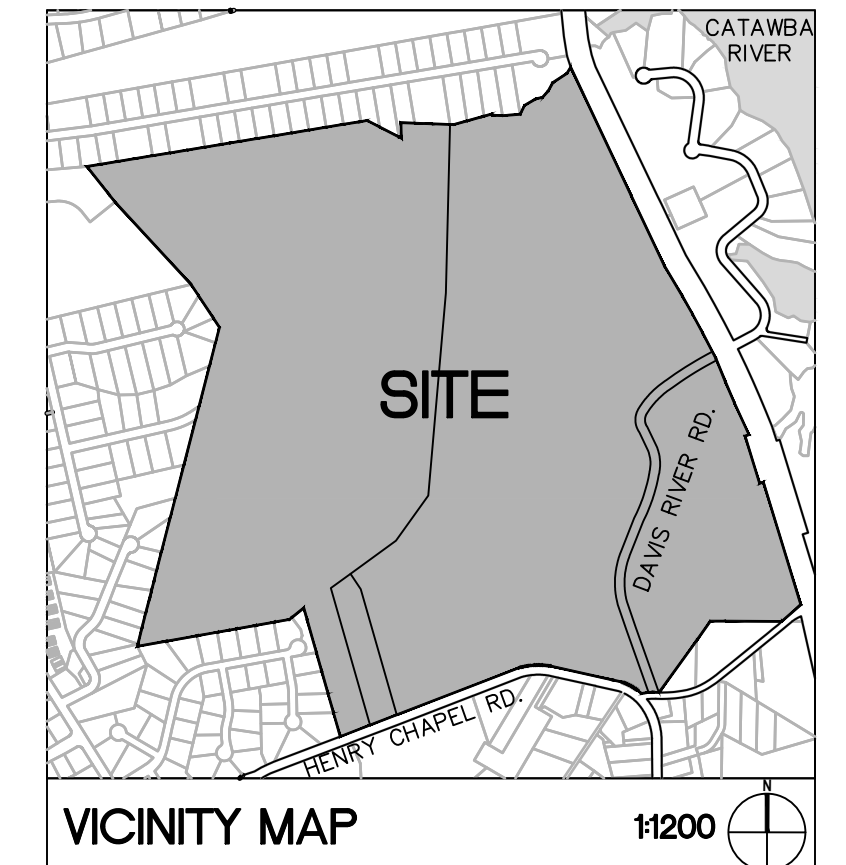 CATAWBA
RIVER
SITE
DAVIS RIVER RD.
HENRY CHAPEL RD.
VICINITY MAP
1:1200
N